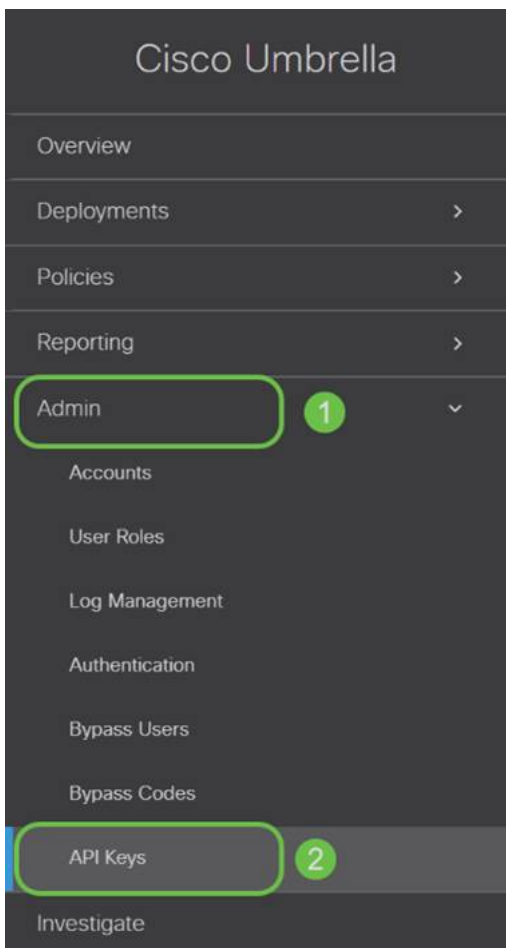 Cisco Umbrella
Overview
Deployments
Policies
Reporting
Admin 1
Accounts
User Roles
Log Management
Authentication
Bypass Users
Bypass Codes
API Keys 2
Investigate